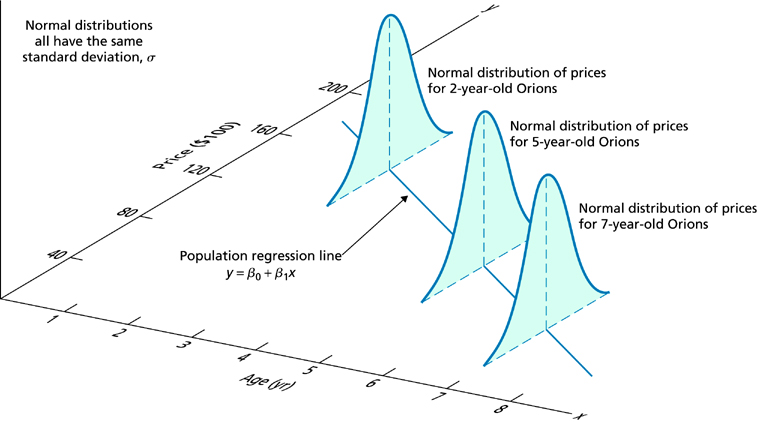 Normal distributions
all have the same
standard deviation, σ
y
Normal distribution of prices
for 2-year-old Orions
200
Normal distribution of prices
for 5-year-old Orions
160
Price ($100)
120
Normal distribution of prices
for 7-year-old Orions
80
Population regression line
y = β₀ + β₁x
40
1
2
3
4
5
6
7
8
Age (yr)
x